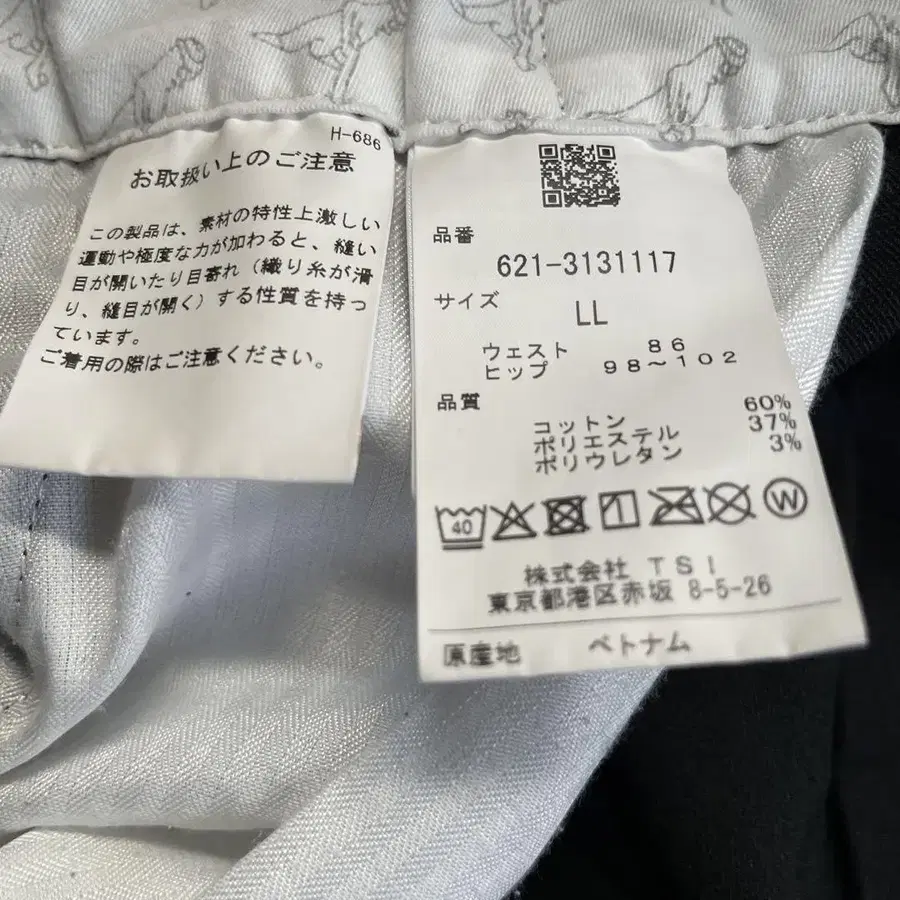 H-686
お取扱い上のご注意
この製品は、素材の特性上激しい
運動や極度な力が加わると、縫い
目が開いたり目寄れ（織り糸が滑
り、縫目が開く）する性質を持っ
ています。
ご着用の際はご注意ください。
品番
621-3131117
サイズ
LL
ウェスト 86
ヒップ 98～102
品質
コットン 60%
ポリエステル 37%
ポリウレタン 3%
40
W
株式会社 TSI
東京都港区赤坂 8-5-26
原産地 ベトナム